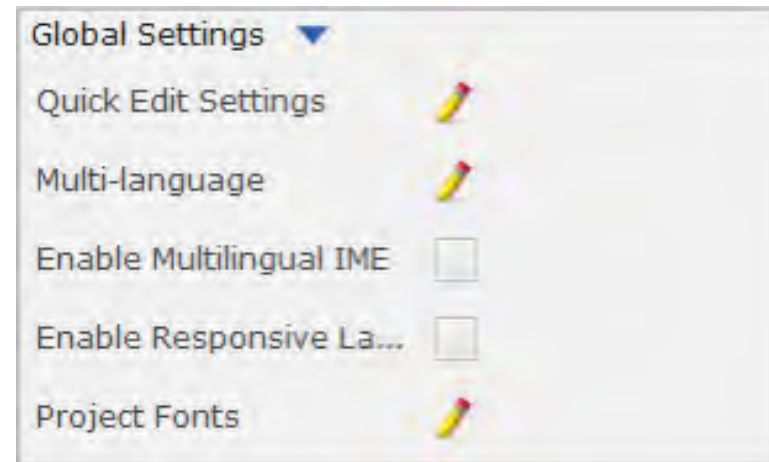 Global Settings
Quick Edit Settings
Multi-language
Enable Multilingual IME
Enable Responsive La...
Project Fonts